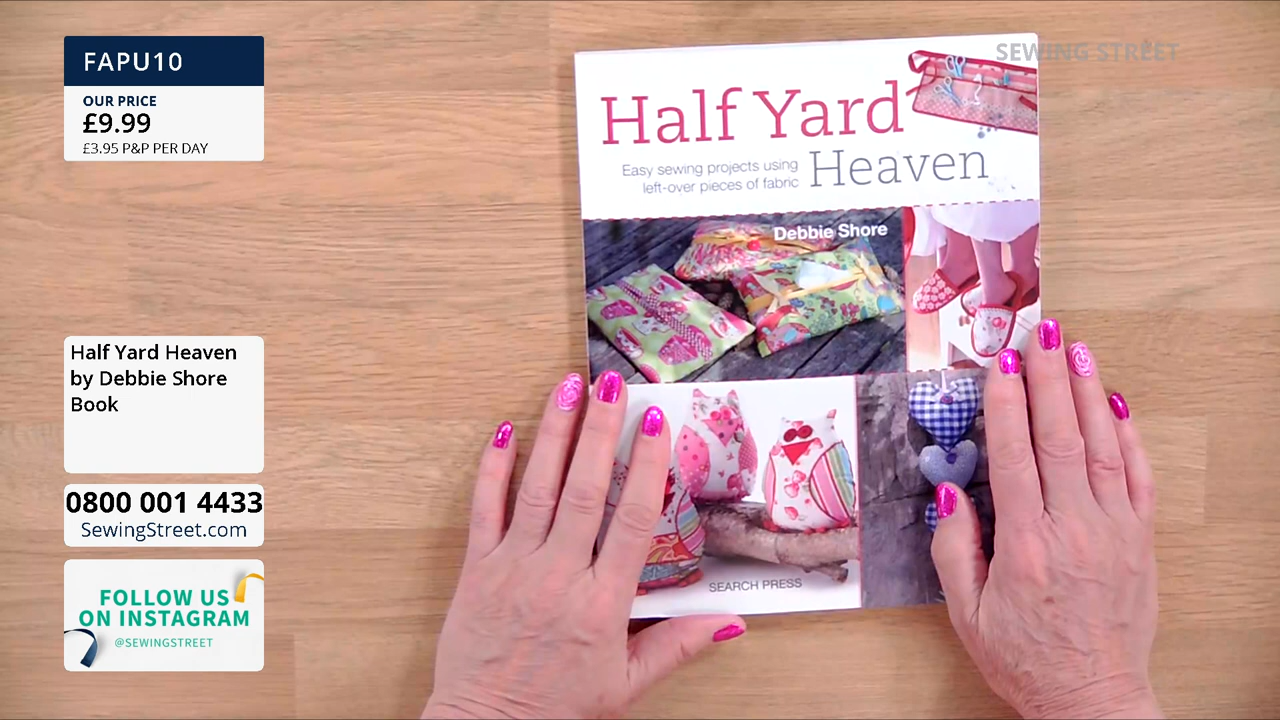 FAPU10
OUR PRICE
£9.99
£3.95 P&P PER DAY
Half Yard Heaven
by Debbie Shore
Book
0800 001 4433
SewingStreet.com
FOLLOW US
ON INSTAGRAM
@SEWINGSTREET
SEWING STREET
Half Yard
Easy sewing projects using
left-over pieces of fabric
Heaven
Debbie Shore
SEARCH PRESS